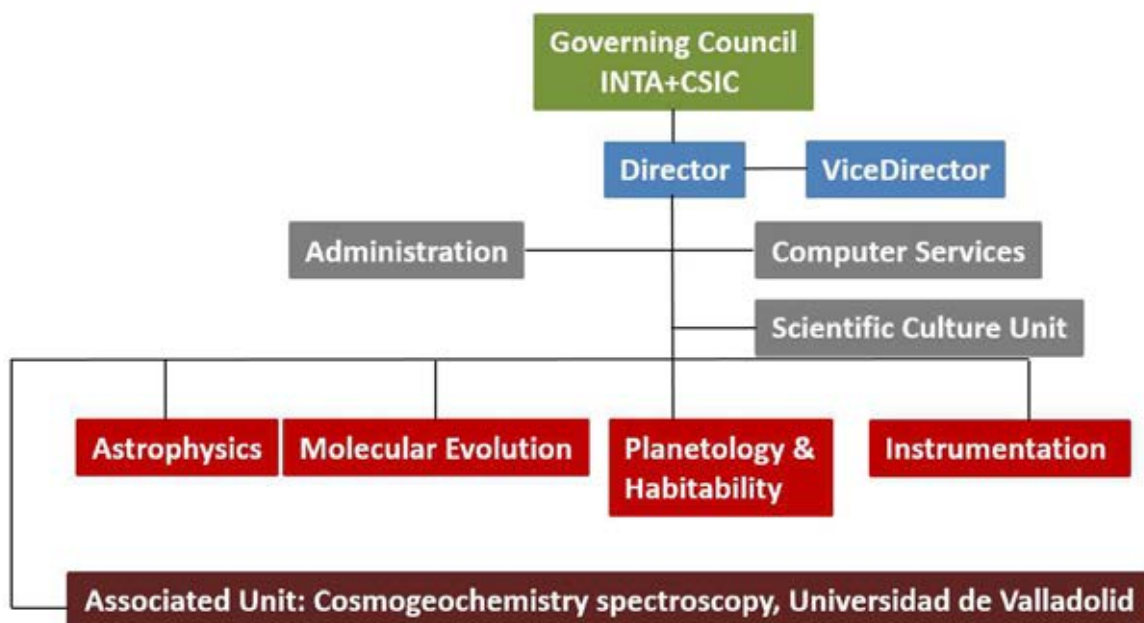 Governing Council
INTA+CSIC
Director
ViceDirector
Administration
Computer Services
Scientific Culture Unit
Astrophysics
Molecular Evolution
Planetology &
Habitability
Instrumentation
Associated Unit: Cosmogeochemistry spectroscopy, Universidad de Valladolid